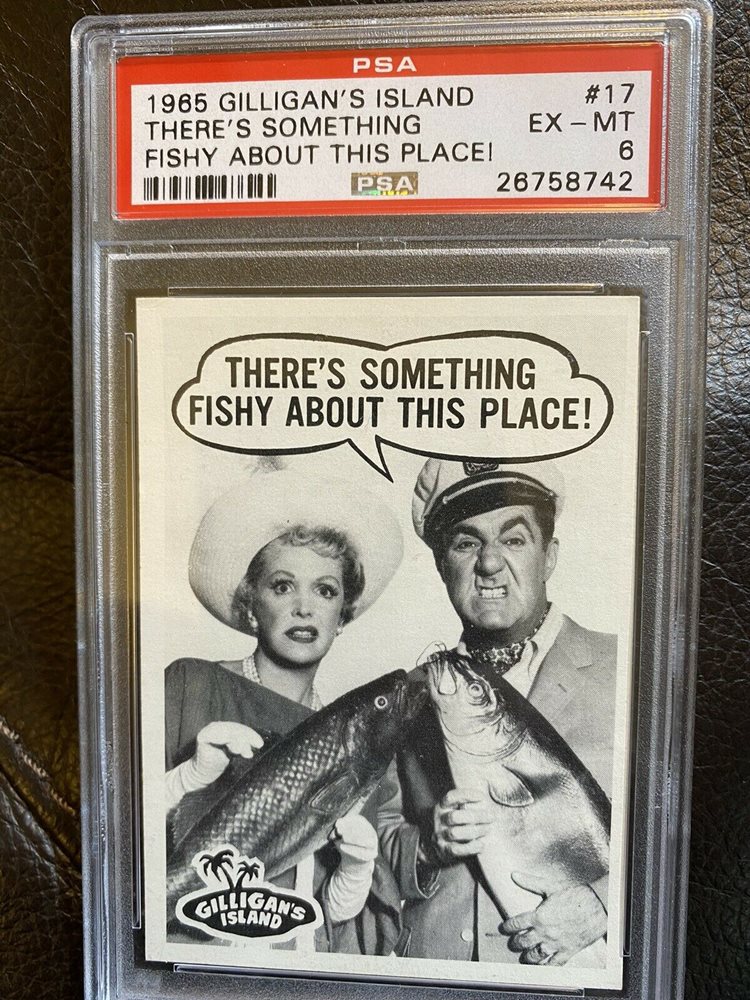 PSA
1965 GILLIGAN'S ISLAND #17
THERE'S SOMETHING EX-MT
FISHY ABOUT THIS PLACE! 6
PSA 26758742
THERE'S SOMETHING
FISHY ABOUT THIS PLACE!
GILLIGAN'S
ISLAND